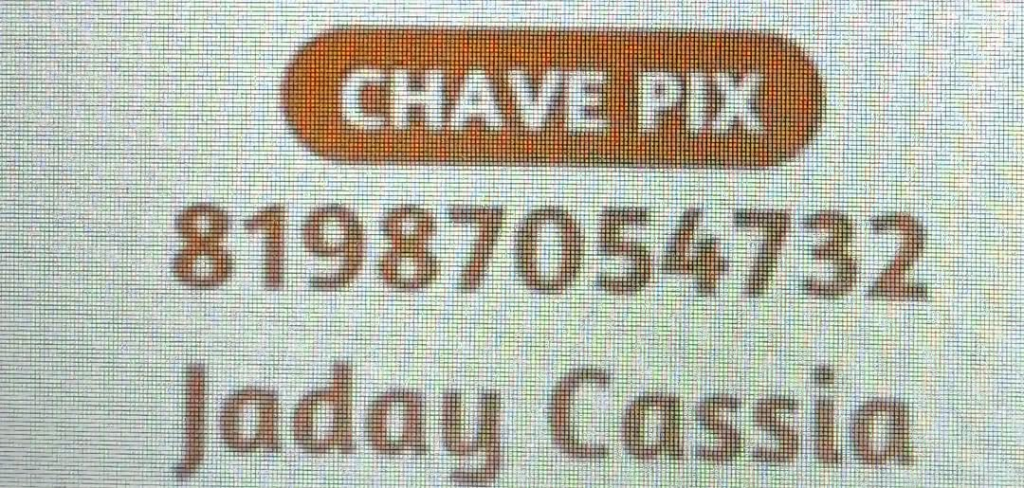 CHAVE PIX
81987054732
Jaday Cassia